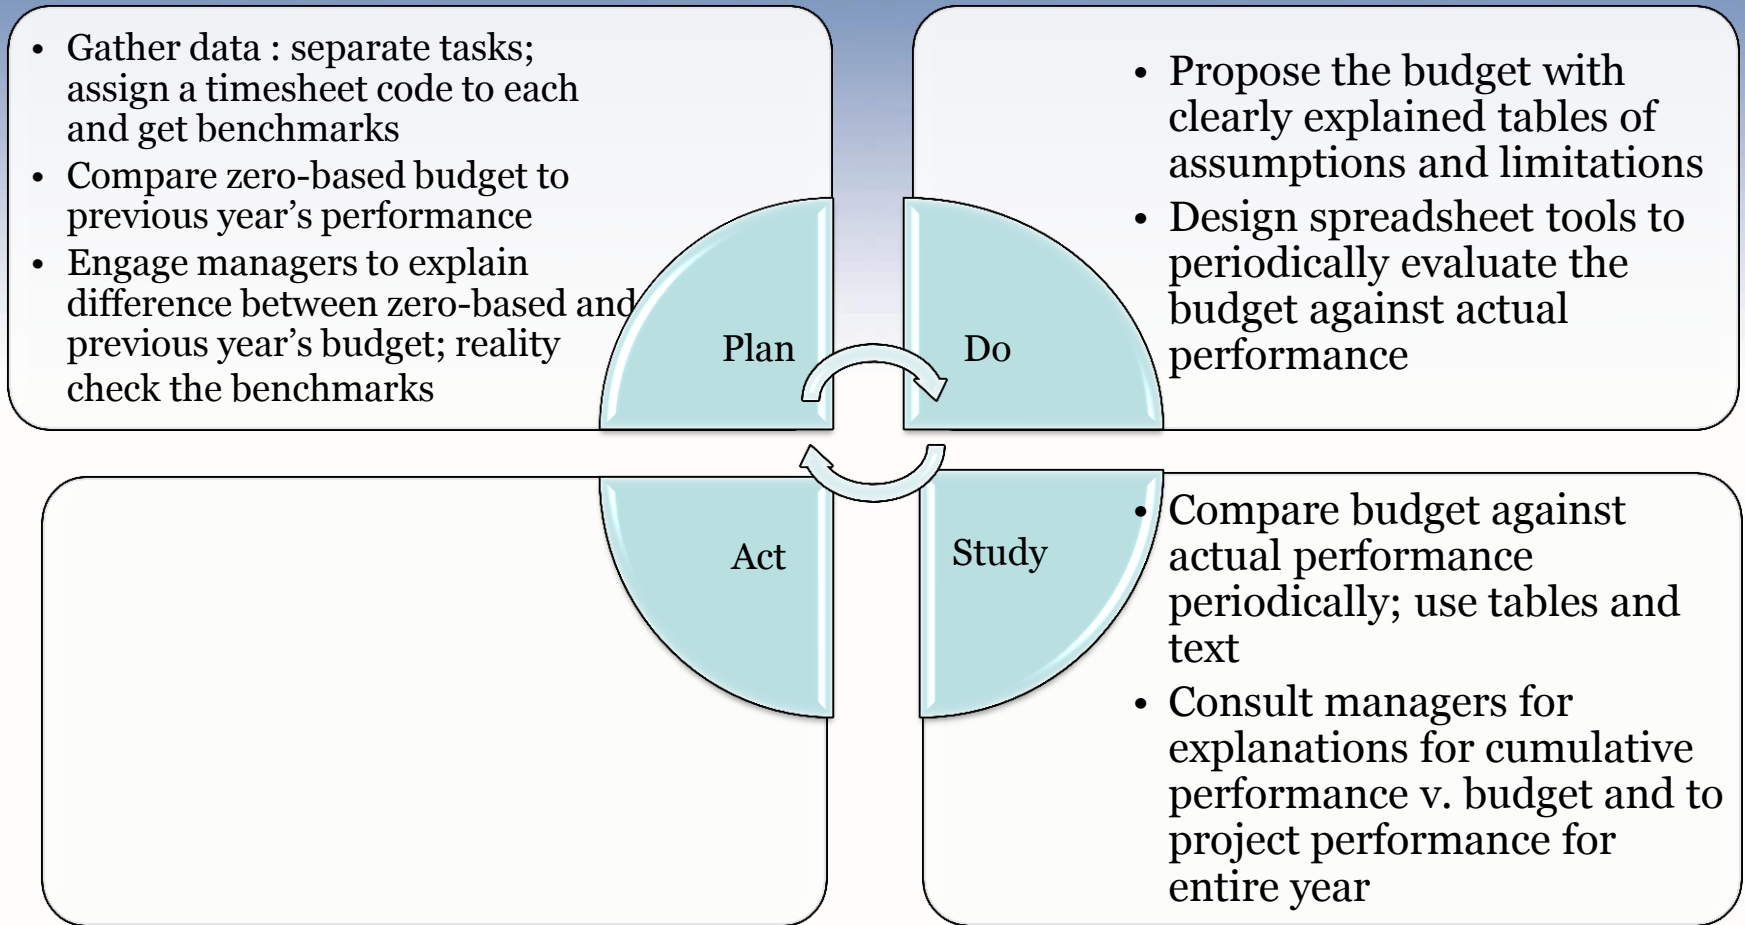 • Gather data : separate tasks;
assign a timesheet code to each
and get benchmarks
• Compare zero-based budget to
previous year’s performance
• Engage managers to explain
difference between zero-based and
previous year’s budget; reality
check the benchmarks
Plan
• Propose the budget with
clearly explained tables of
assumptions and limitations
• Design spreadsheet tools to
periodically evaluate the
budget against actual
performance
Do
Act
Study
• Compare budget against
actual performance
periodically; use tables and
text
• Consult managers for
explanations for cumulative
performance v. budget and to
project performance for
entire year